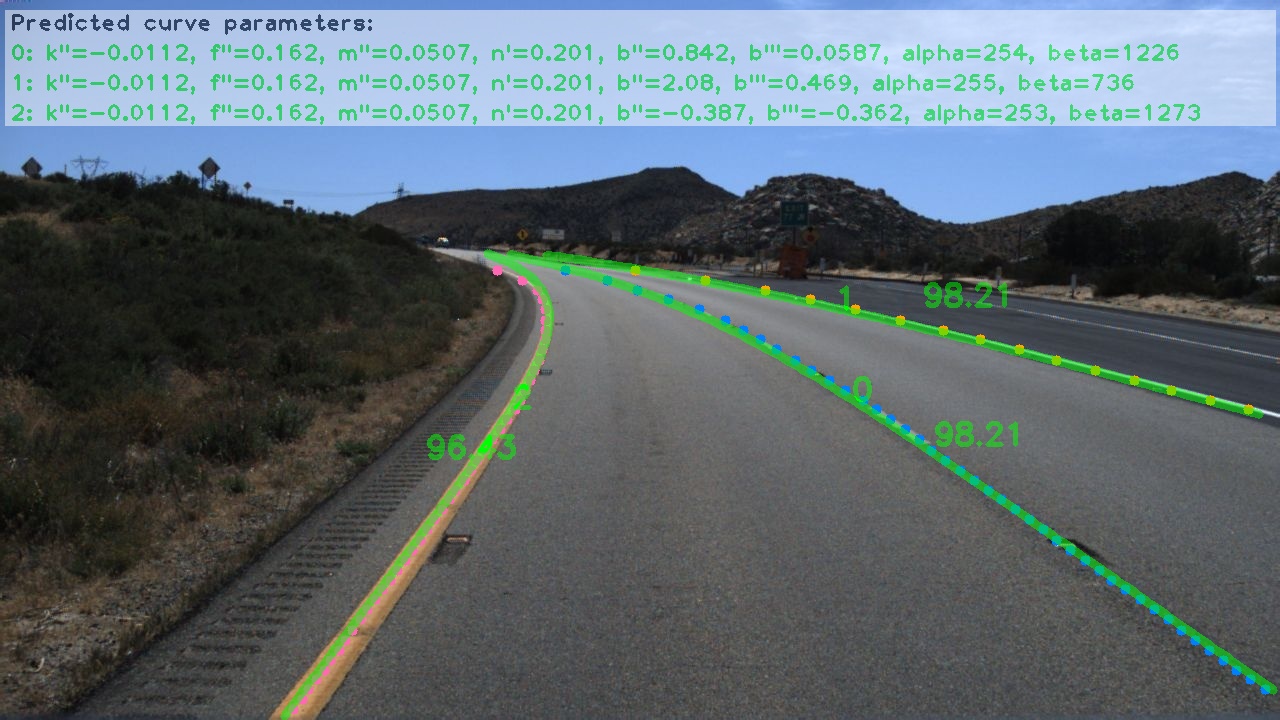 Predicted curve parameters:
0: k''=-0.0112, f''=0.162, m''=0.0507, n'=0.201, b''=0.842, b'''=0.0587, alpha=254, beta=1226
1: k''=-0.0112, f''=0.162, m''=0.0507, n'=0.201, b''=2.08, b'''=0.469, alpha=255, beta=736
2: k''=-0.0112, f''=0.162, m''=0.0507, n'=0.201, b''=-0.387, b'''=-0.362, alpha=253, beta=1273
1 98.21
0
2
98.21
96.43